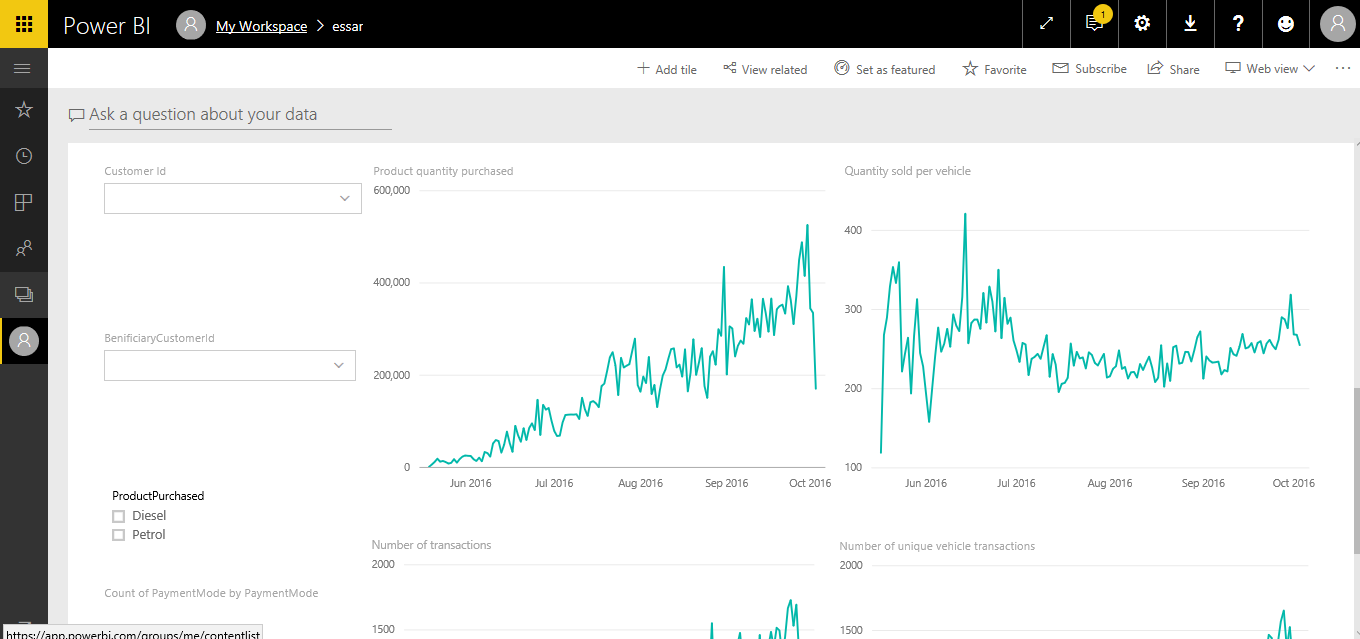 Power BI My Workspace > essar 1
+ Add tile View related Set as featured Favorite Subscribe Share Web view ...
Ask a question about your data
Customer Id
BenificiaryCustomerId
ProductPurchased
Diesel
Petrol
Count of PaymentMode by PaymentMode
Product quantity purchased
600,000
400,000
200,000
0
Jun 2016 Jul 2016 Aug 2016 Sep 2016 Oct 2016
Quantity sold per vehicle
400
300
200
100
Jun 2016 Jul 2016 Aug 2016 Sep 2016 Oct 2016
Number of transactions
2000
1500
Number of unique vehicle transactions
2000
1500
https://app.powerbi.com/groups/me/contentlist